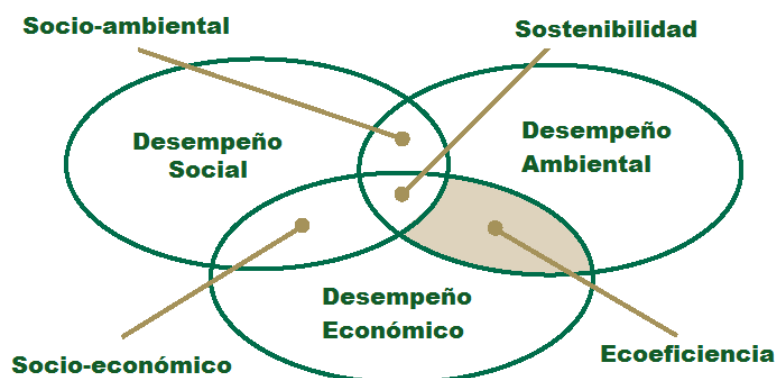 Socio-ambiental
Sostenibilidad
Desempeño
Social
Desempeño
Ambiental
Desempeño
Económico
Socio-económico
Ecoeficiencia